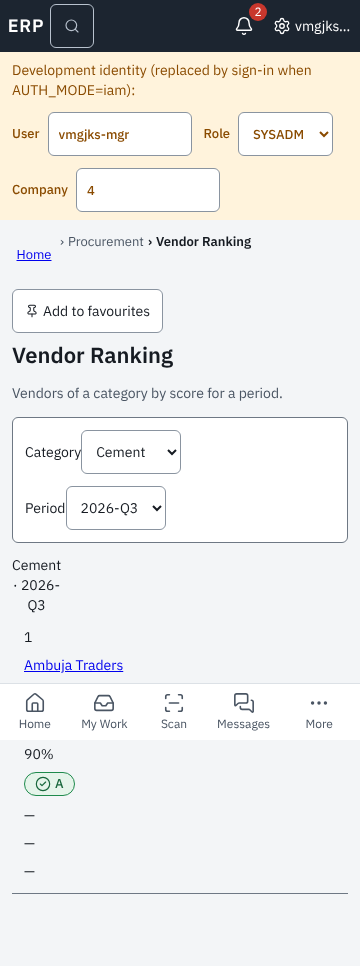 ERP
2
vmgjks...
Development identity (replaced by sign-in when
AUTH_MODE=iam):
User vmgjks-mgr Role SYSADM
Company 4
Home › Procurement › Vendor Ranking
Add to favourites
Vendor Ranking
Vendors of a category by score for a period.
Category Cement
Period 2026-Q3
Cement
· 2026-
Q3
1
Ambuja Traders
Home My Work Scan Messages More
90%
A
—
—
—